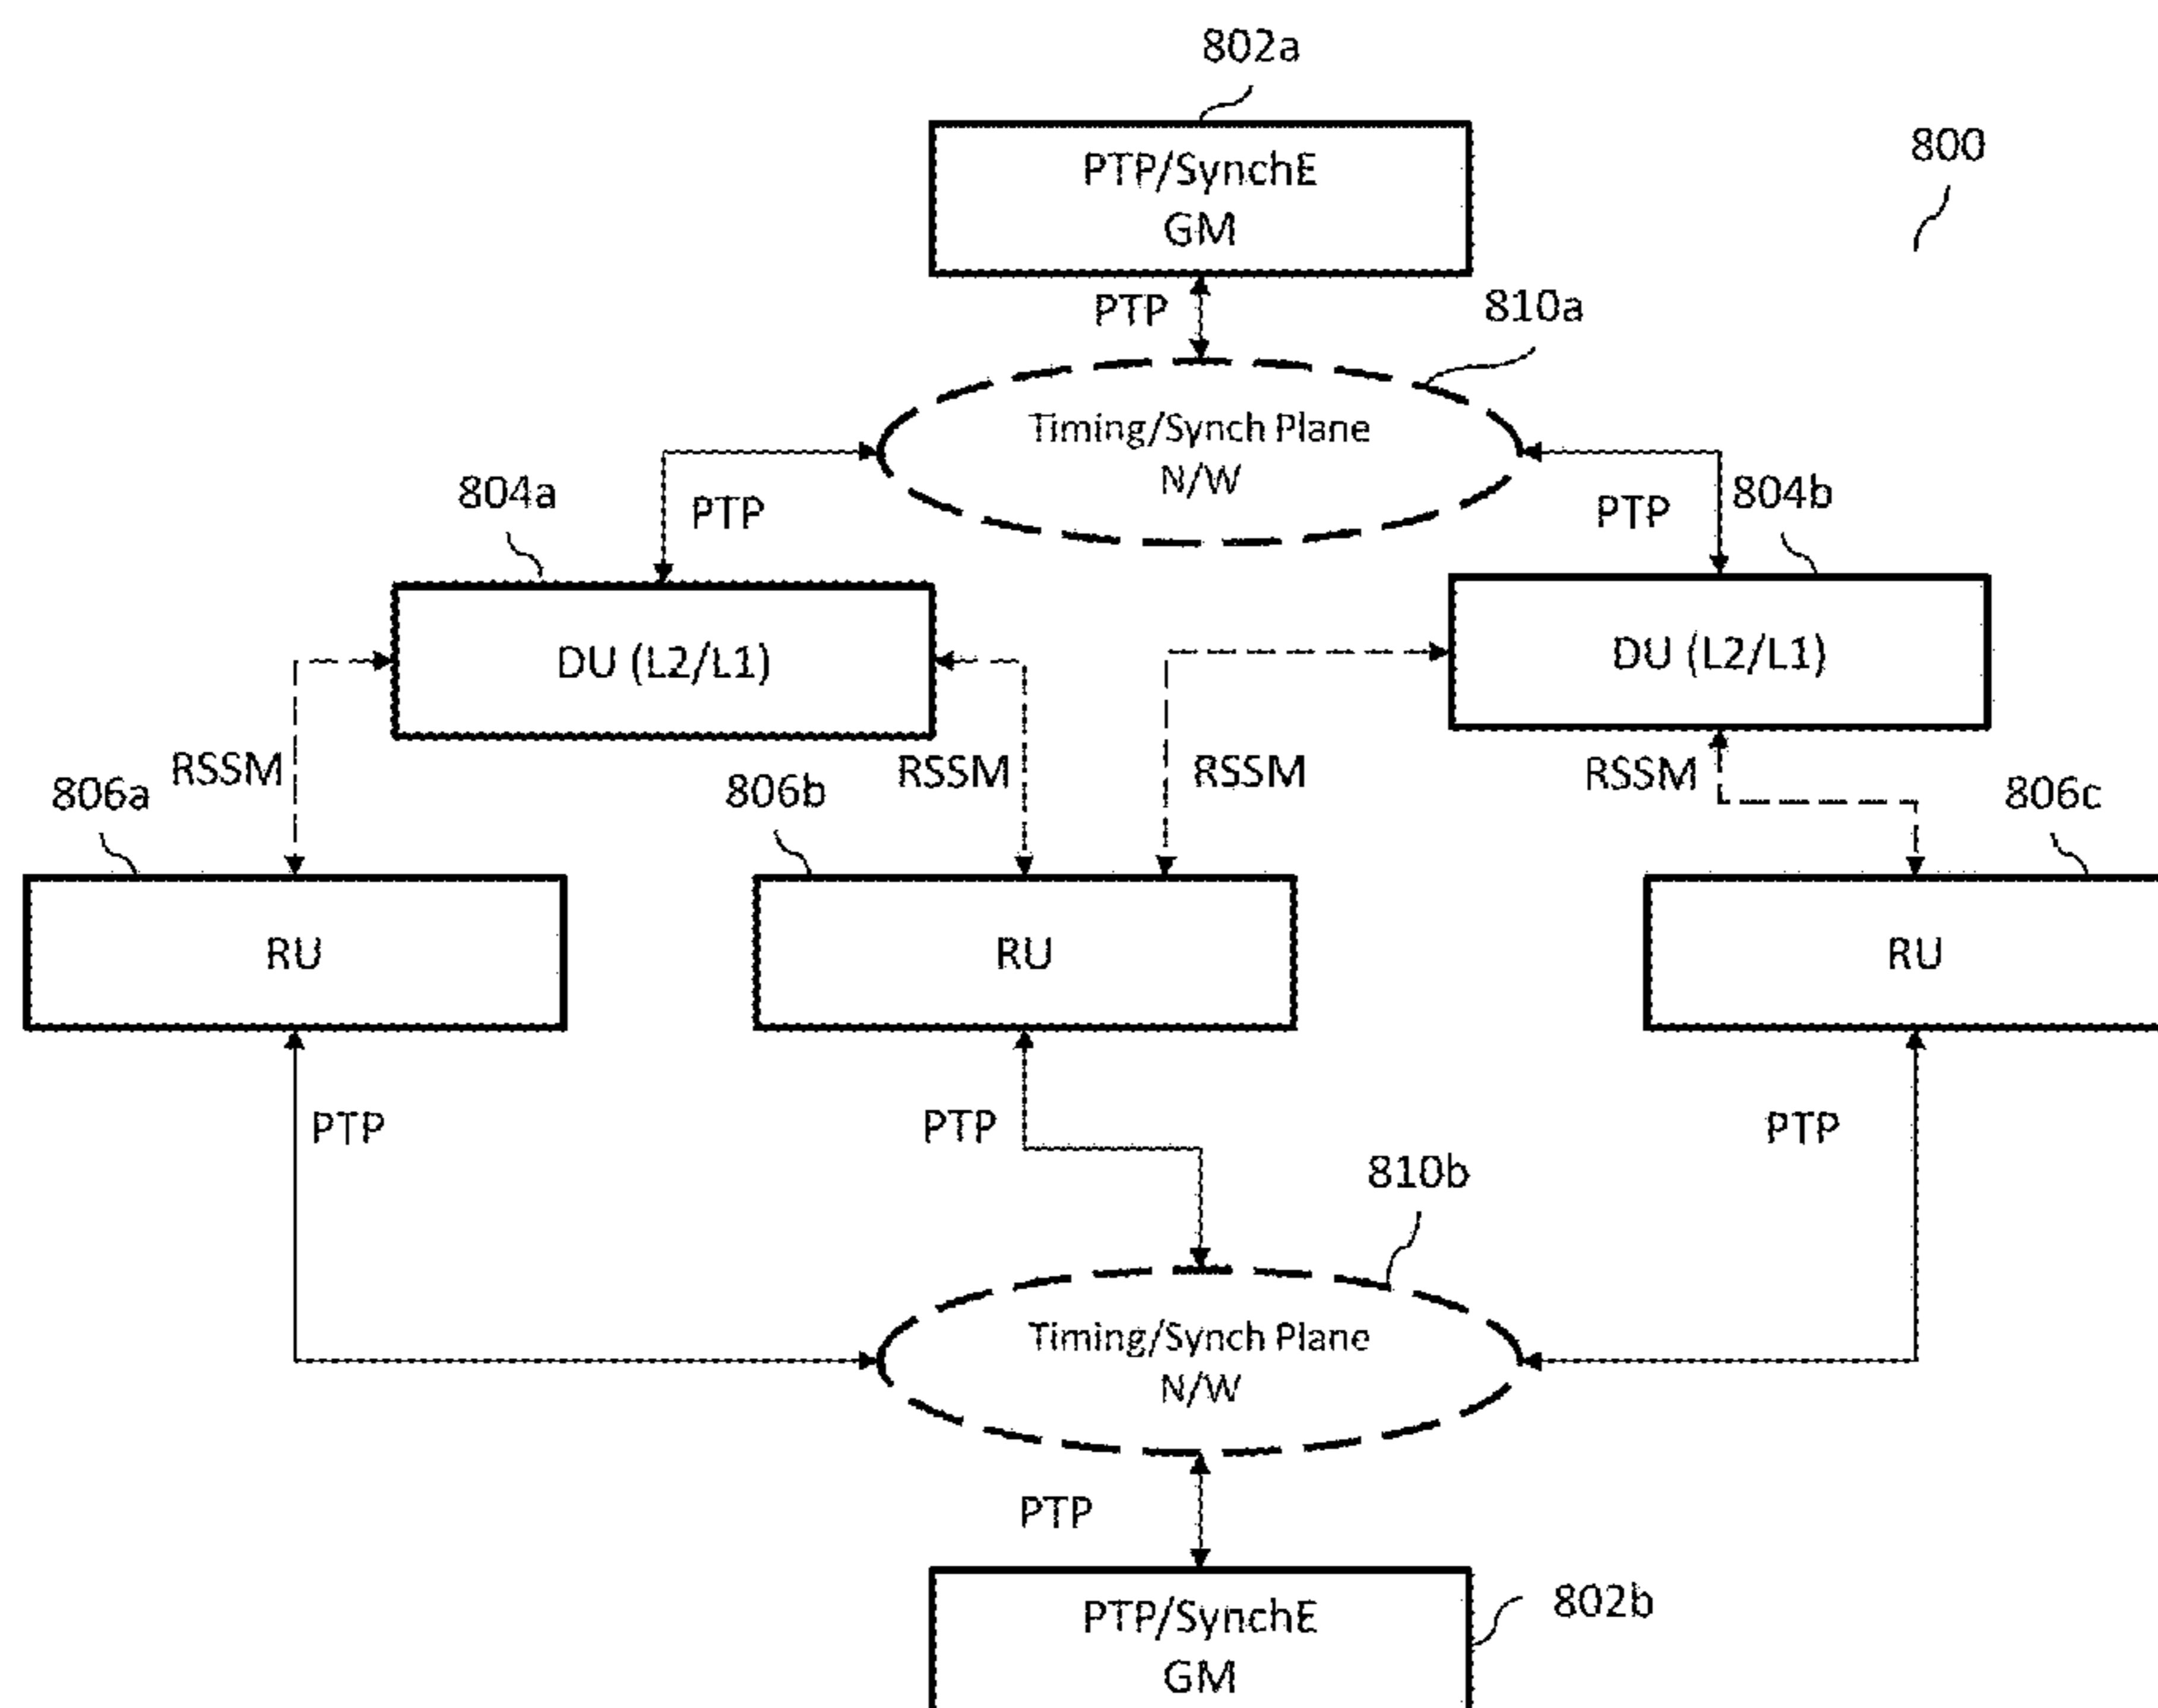 802a
800
PTP/SynchE
GM
PTP
810a
Timing/Synch Plane
N/W
804a
PTP
PTP
804b
DU (L2/L1)
DU (L2/L1)
RSSM
RSSM
RSSM
RSSM
806a
806b
806c
RU
RU
RU
PTP
PTP
PTP
810b
Timing/Synch Plane
N/W
PTP
802b
PTP/SynchE
GM